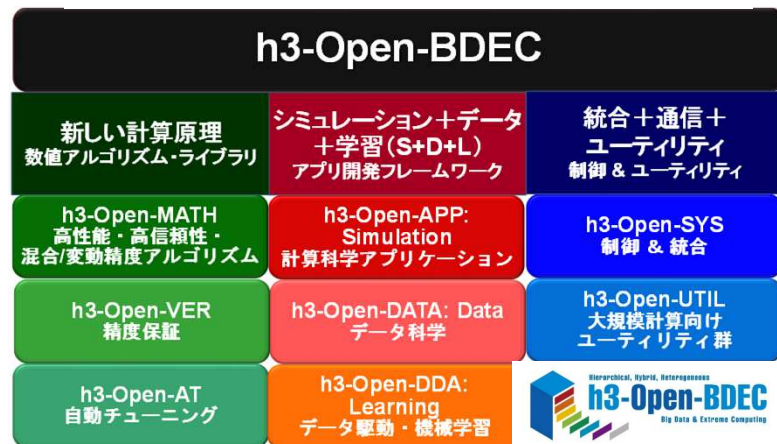 h3-Open-BDEC
新しい計算原理
数値アルゴリズム・ライブラリ
シミュレーション+データ
+学習(S+D+L)
アプリ開発フレームワーク
統合+通信+
ユーティリティ
制御 & ユーティリティ
h3-Open-MATH
高性能・高信頼性・
混合/変動精度アルゴリズム
h3-Open-APP:
Simulation
計算科学アプリケーション
h3-Open-SYS
制御 & 統合
h3-Open-VER
精度保証
h3-Open-DATA: Data
データ科学
h3-Open-UTIL
大規模計算向け
ユーティリティ群
h3-Open-AT
自動チューニング
h3-Open-DDA:
Learning
データ駆動・機械学習
Hierarchical, Hybrid, Heterogeneous
h3-Open-BDEC
Big Data & Extreme Computing